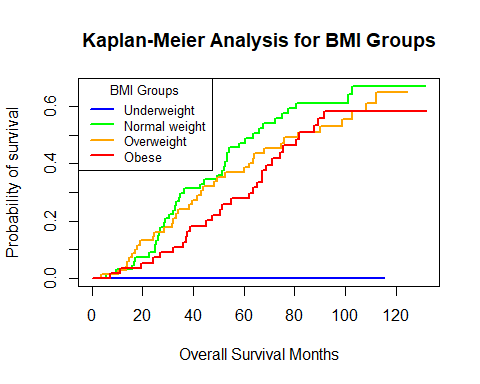 Kaplan-Meier Analysis for BMI Groups
BMI Groups
Underweight
Normal weight
Overweight
Obese
Probability of survival
0.6
0.4
0.2
0.0
0 20 40 60 80 100 120
Overall Survival Months